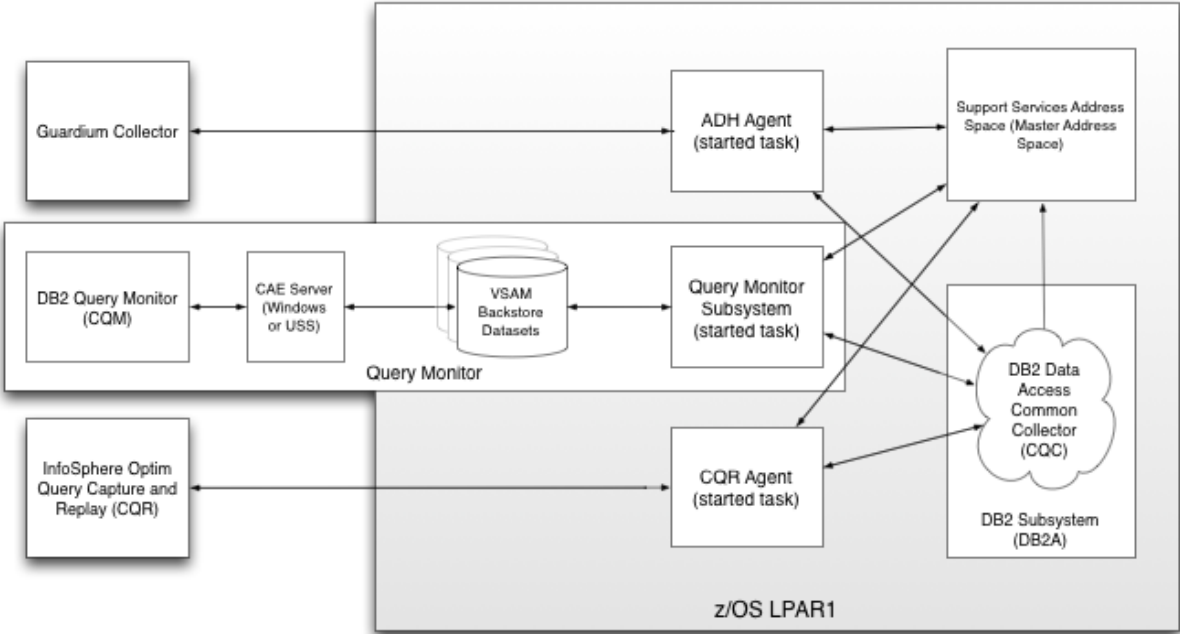 Guardium Collector
ADH Agent
(started task)
Support Services Address
Space (Master Address
Space)
DB2 Query Monitor
(CQM)
CAE Server
(Windows
or USS)
VSAM
Backstore
Datasets
Query Monitor
Subsystem
(started task)
Query Monitor
DB2 Data
Access
Common
Collector
(CQC)
DB2 Subsystem
(DB2A)
InfoSphere Optim
Query Capture and
Replay (CQR)
CQR Agent
(started task)
z/OS LPAR1